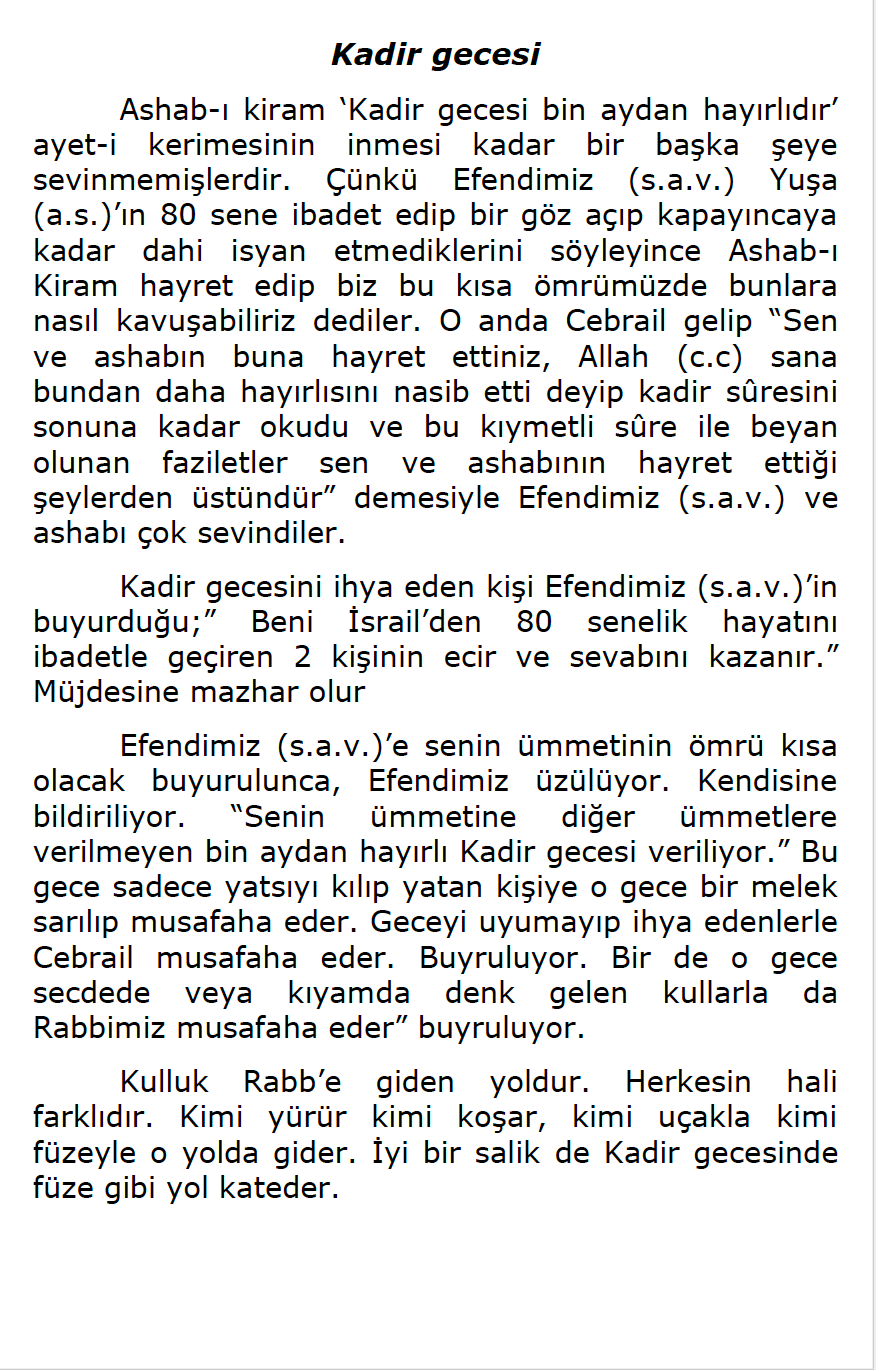 Kadir gecesi
Ashab-ı kiram ‘Kadir gecesi bin aydan hayırlıdır’
ayet-i kerimesinin inmesi kadar bir başka şeye
sevinmemişlerdir. Çünkü Efendimiz (s.a.v.) Yuşa
(a.s.)’ın 80 sene ibadet edip bir göz açıp kapayıncaya
kadar dahi isyan etmediklerini söyleyince Ashab-ı
Kiram hayret edip biz bu kısa ömrümüzde bunlara
nasıl kavuşabiliriz dediler. O anda Cebrail gelip “Sen
ve ashabın buna hayret ettiniz, Allah (c.c) sana
bundan daha hayırlısını nasib etti deyip kadir sûresini
sonuna kadar okudu ve bu kıymetli sûre ile beyan
olunan faziletler sen ve ashabının hayret ettiği
şeylerden üstündür” demesiyle Efendimiz (s.a.v.) ve
ashabı çok sevindiler.
Kadir gecesini ihya eden kişi Efendimiz (s.a.v.)’in
buyurduğu;” Beni İsrail’den 80 senelik hayatını
ibadetle geçiren 2 kişinin ecir ve sevabını kazanır.”
Müjdesine mazhar olur
Efendimiz (s.a.v.)’e senin ümmetinin ömrü kısa
olacak buyurulunca, Efendimiz üzülüyor. Kendisine
bildiriliyor. “Senin ümmetine diğer ümmetlere
verilmeyen bin aydan hayırlı Kadir gecesi veriliyor.” Bu
gece sadece yatsıyı kılıp yatan kişiye o gece bir melek
sarılıp musafaha eder. Geceyi uyumayıp ihya edenlerle
Cebrail musafaha eder. Buyruluyor. Bir de o gece
secdede veya kıyamda denk gelen kullarla da
Rabbimiz musafaha eder” buyruluyor.
Kulluk Rabb’e giden yoldur. Herkesin hali
farklıdır. Kimi yürür kimi koşar, kimi uçakla kimi
füzeyle o yolda gider. İyi bir salik de Kadir gecesinde
füze gibi yol kateder.